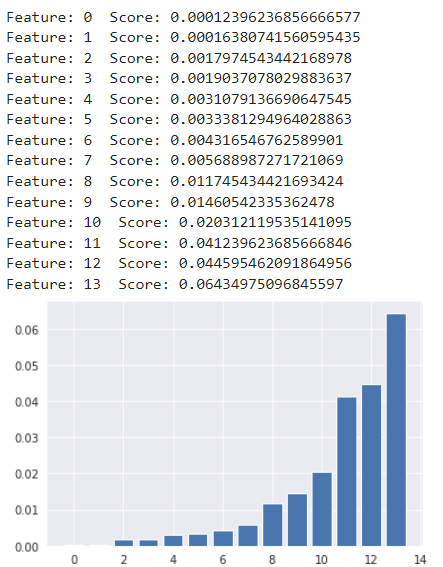 Feature: 0  Score: 0.00012396236856666577
Feature: 1  Score: 0.00016380741560595435
Feature: 2  Score: 0.0017974543442168978
Feature: 3  Score: 0.0019037078029883637
Feature: 4  Score: 0.0031079136690647545
Feature: 5  Score: 0.0033381294964028863
Feature: 6  Score: 0.004316546762589901
Feature: 7  Score: 0.005688987271721069
Feature: 8  Score: 0.011745434421693424
Feature: 9  Score: 0.01460542335362478
Feature: 10  Score: 0.020312119535141095
Feature: 11  Score: 0.041239623685666846
Feature: 12  Score: 0.044595462091864956
Feature: 13  Score: 0.06434975096845597
0.06
0.05
0.04
0.03
0.02
0.01
0.00
0 2 4 6 8 10 12 14